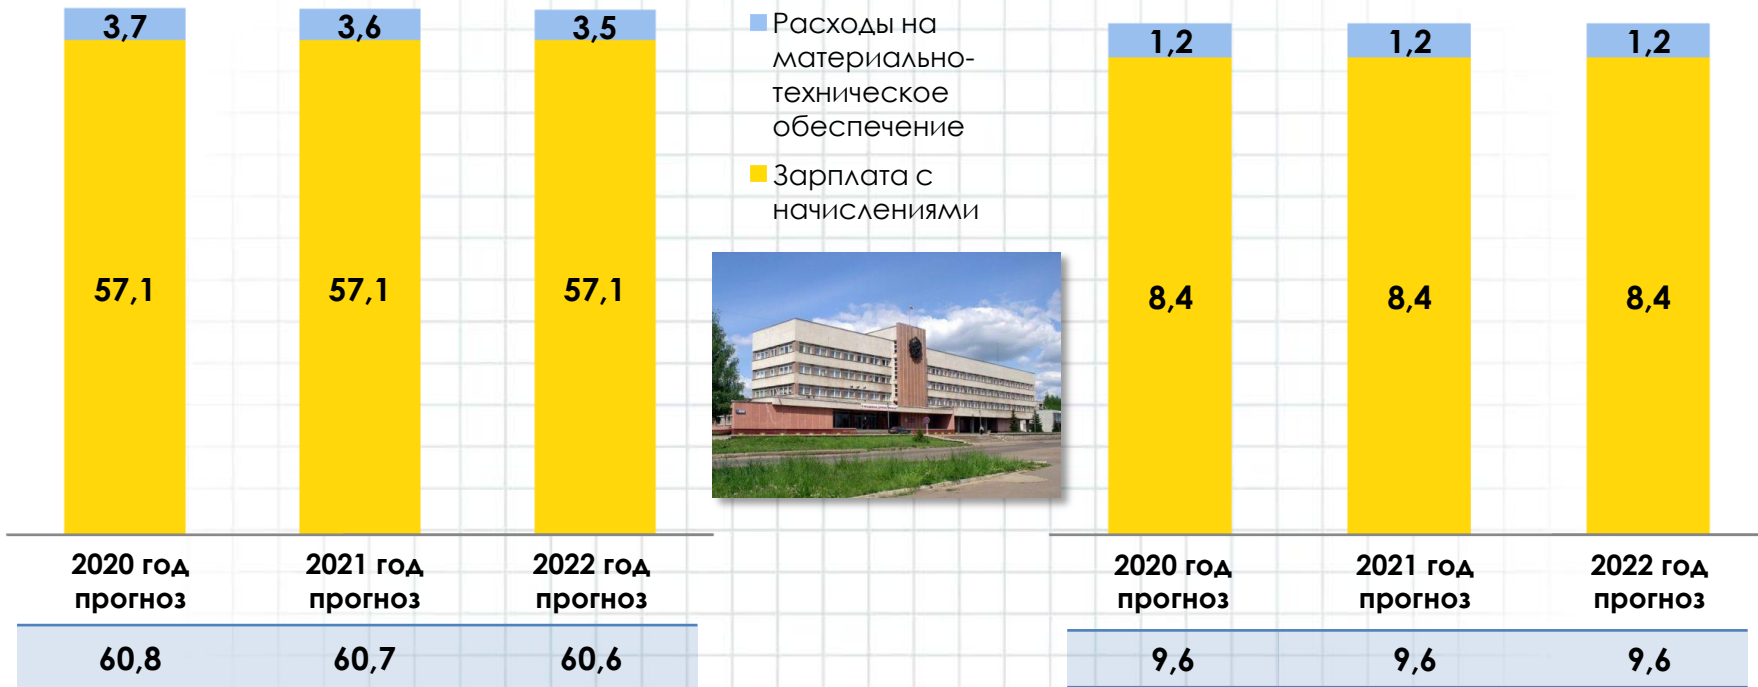 3,7
3,6
3,5
57,1
57,1
57,1
2020 год
прогноз
2021 год
прогноз
2022 год
прогноз
60,8
60,7
60,6
Расходы на
материально-
техническое
обеспечение
Зарплата с
начислениями
1,2
1,2
1,2
8,4
8,4
8,4
2020 год
прогноз
2021 год
прогноз
2022 год
прогноз
9,6
9,6
9,6